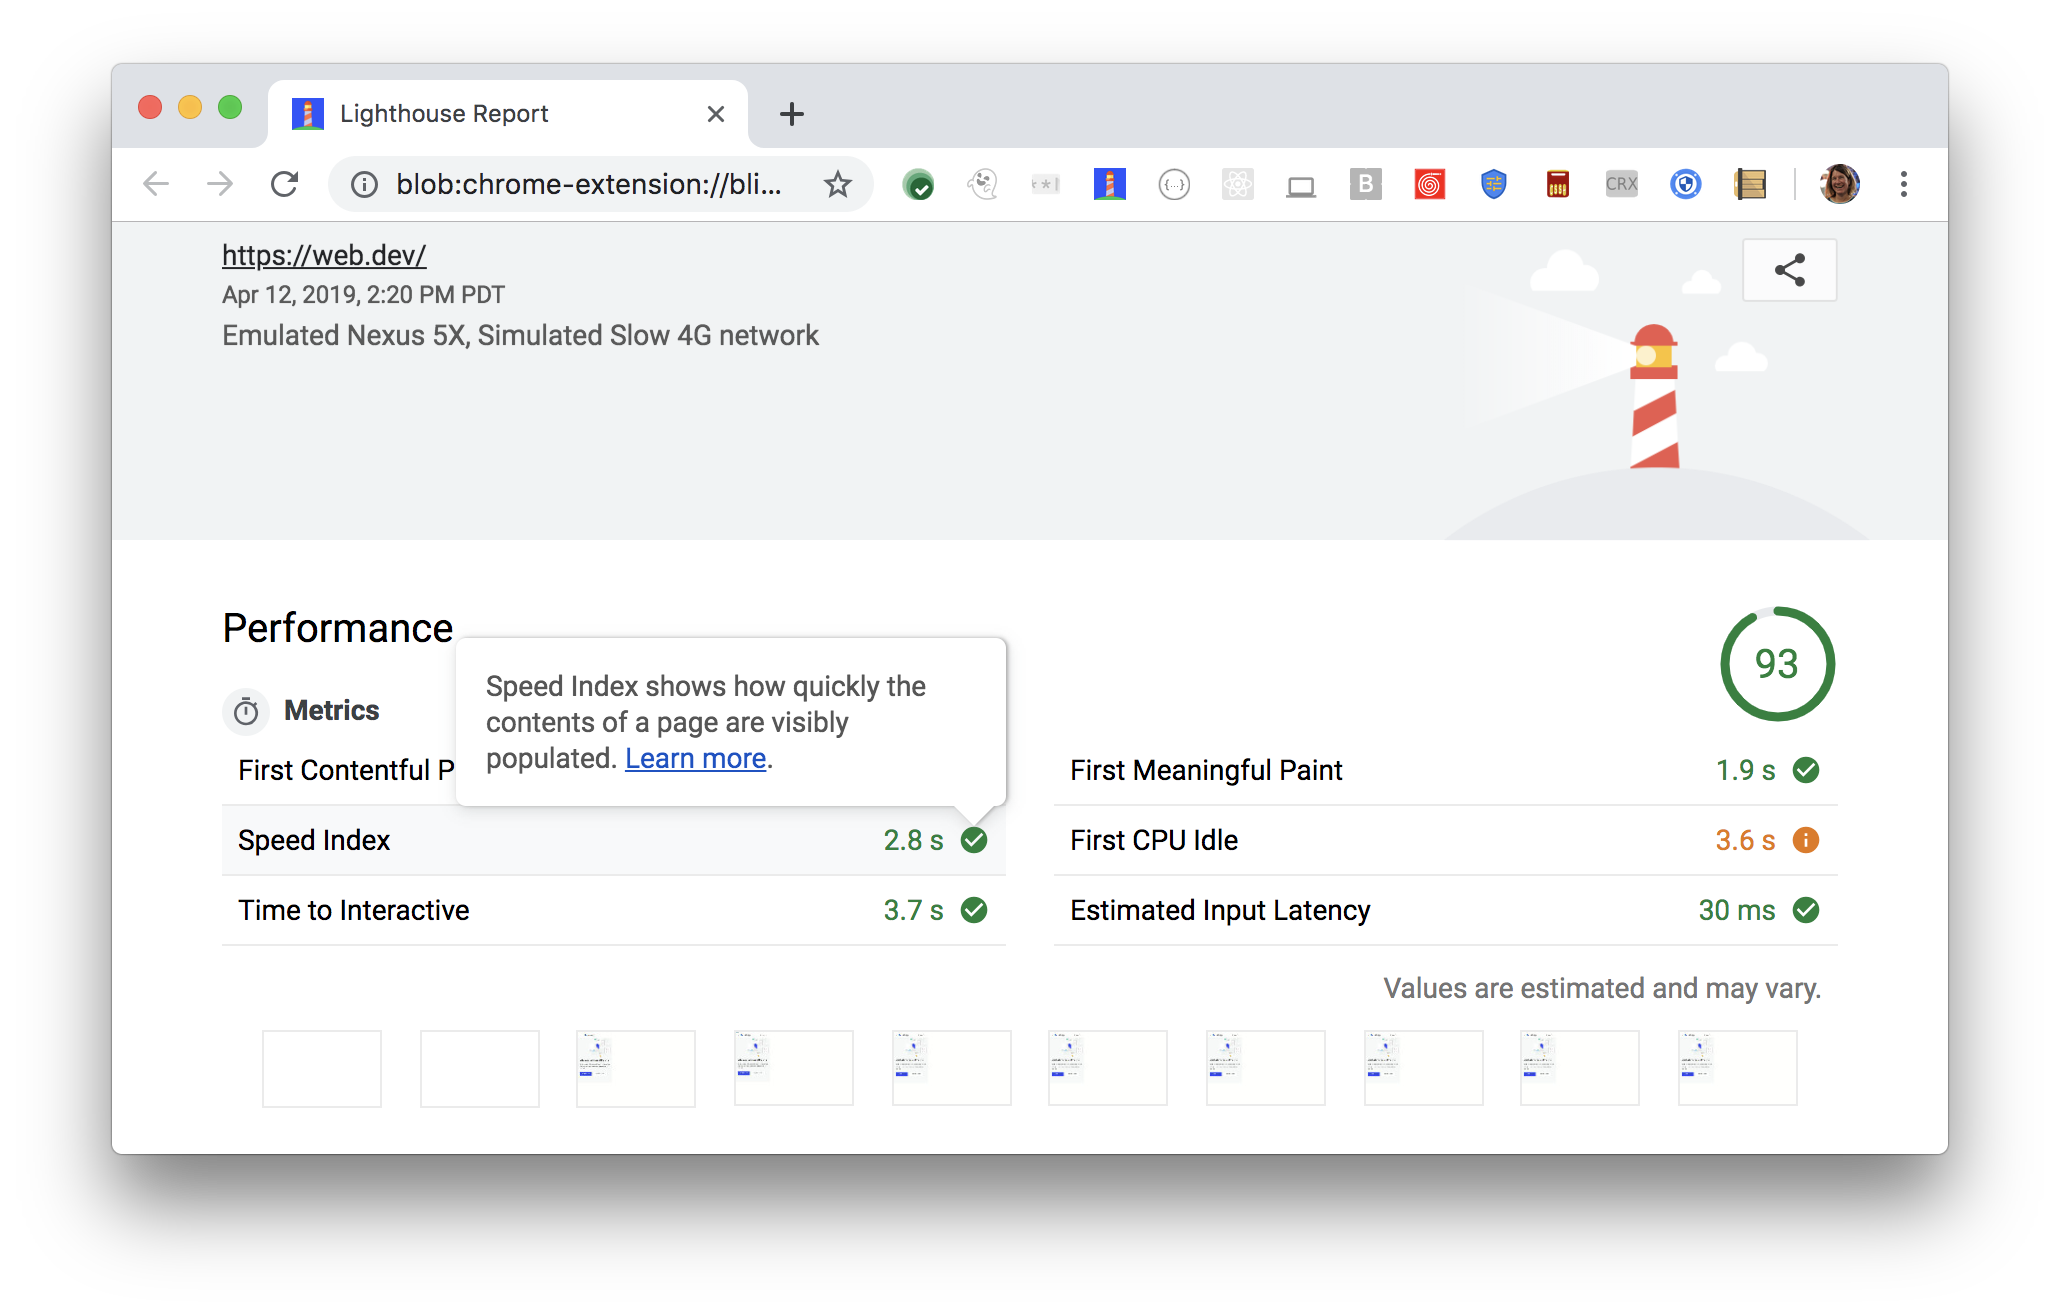 Lighthouse Report
blob:chrome-extension://bli...
{...}
B
CRX
https://web.dev/
Apr 12, 2019, 2:20 PM PDT
Emulated Nexus 5X, Simulated Slow 4G network
Performance
93
Speed Index shows how quickly the
contents of a page are visibly
populated. Learn more.
Metrics
First Contentful P
First Meaningful Paint 1.9 s
Speed Index 2.8 s
First CPU Idle 3.6 s
Time to Interactive 3.7 s
Estimated Input Latency 30 ms
Values are estimated and may vary.